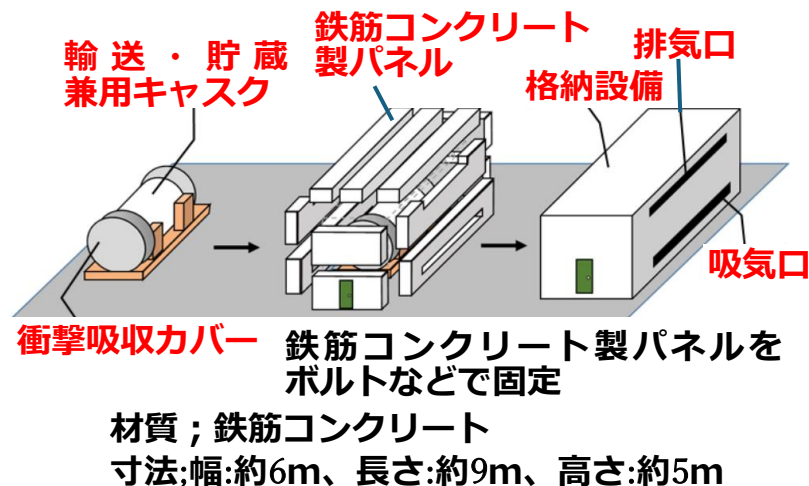 輸送・貯蔵
兼用キャスク
鉄筋コンクリート
製パネル
排気口
格納設備
吸気口
衝撃吸収カバー
鉄筋コンクリート製パネルを
ボルトなどで固定
材質；鉄筋コンクリート
寸法;幅:約6m、長さ:約9m、高さ:約5m